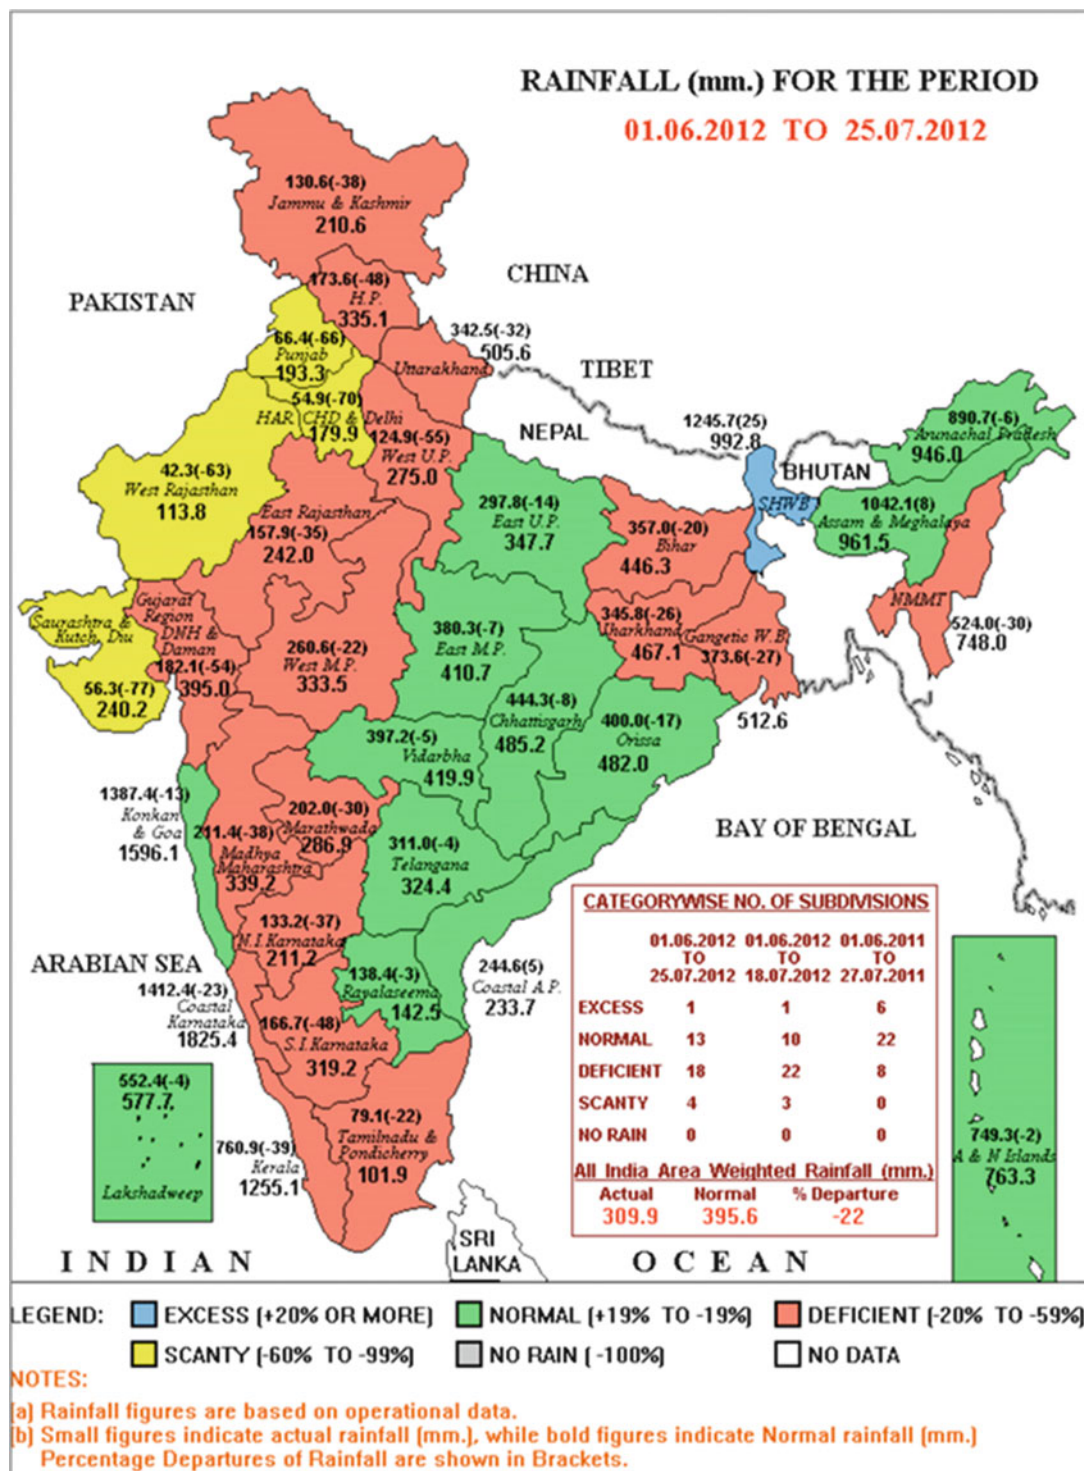 RAINFALL (mm.) FOR THE PERIOD
01.06.2012 TO 25.07.2012
130.6(-38)
Jammu & Kashmir
210.6
CHINA
PAKISTAN
173.6(-48)
H.P.
335.1
342.5(-32)
505.6
Uttarakhand
TIBET
66.4(-66)
Punjab
193.3
54.9(-70)
HAR. CHD & Delhi
179.9
124.9(-55)
West U.P.
275.0
NEPAL
1245.7(25)
992.8
SHWB
BHUTAN
890.7(-6)
Arunachal Pradesh
946.0
42.3(-63)
West Rajasthan
113.8
East Rajasthan
157.9(-35)
242.0
297.8(-14)
East U.P.
347.7
357.0(-20)
Bihar
446.3
1042.1(8)
Assam & Meghalaya
961.5
NMMT
524.0(-30)
748.0
Saurashtra &
Kutch, Diu
56.3(-77)
240.2
Gujarat
Region
DNH &
Daman
182.1(-54)
395.0
260.6(-22)
West M.P.
333.5
380.3(-7)
East M.P.
410.7
345.8(-26)
Jharkhand
467.1
Gangetic W.B.
373.6(-27)
512.6
444.3(-8)
Chhattisgarh
485.2
400.0(-17)
Orissa
482.0
397.2(-5)
Vidarbha
419.9
1387.4(-13)
Konkan
& Goa
1596.1
211.4(-38)
Madhya
Maharashtra
339.2
202.0(-30)
Marathwada
286.9
311.0(-4)
Telangana
324.4
BAY OF BENGAL
133.2(-37)
N.I.Karnataka
211.2
ARABIAN SEA
1412.4(-23)
Coastal
Karnataka
1825.4
138.4(-3)
Rayalaseema
142.5
244.6(5)
Coastal A.P.
233.7
166.7(-48)
S.I.Karnataka
319.2
552.4(-4)
577.7
Lakshadweep
760.9(-39)
Kerala
1255.1
79.1(-22)
Tamilnadu &
Pondicherry
101.9
749.3(-2)
A & N Islands
763.3
CATEGORYWISE NO. OF SUBDIVISIONS
01.06.2012 01.06.2012 01.06.2011
TO TO TO
25.07.2012 18.07.2012 27.07.2011
EXCESS 1 1 6
NORMAL 13 10 22
DEFICIENT 18 22 8
SCANTY 4 3 0
NO RAIN 0 0 0
All India Area Weighted Rainfall (mm.)
Actual Normal % Departure
309.9 395.6 -22
SRI
LANKA
INDIAN OCEAN
LEGEND: EXCESS (+20% OR MORE) NORMAL (+19% TO -19%) DEFICIENT (-20% TO -59%)
SCANTY (-60% TO -99%) NO RAIN (-100%) NO DATA
NOTES:
(a) Rainfall figures are based on operational data.
(b) Small figures indicate actual rainfall (mm.), while bold figures indicate Normal rainfall (mm.)
Percentage Departures of Rainfall are shown in Brackets.